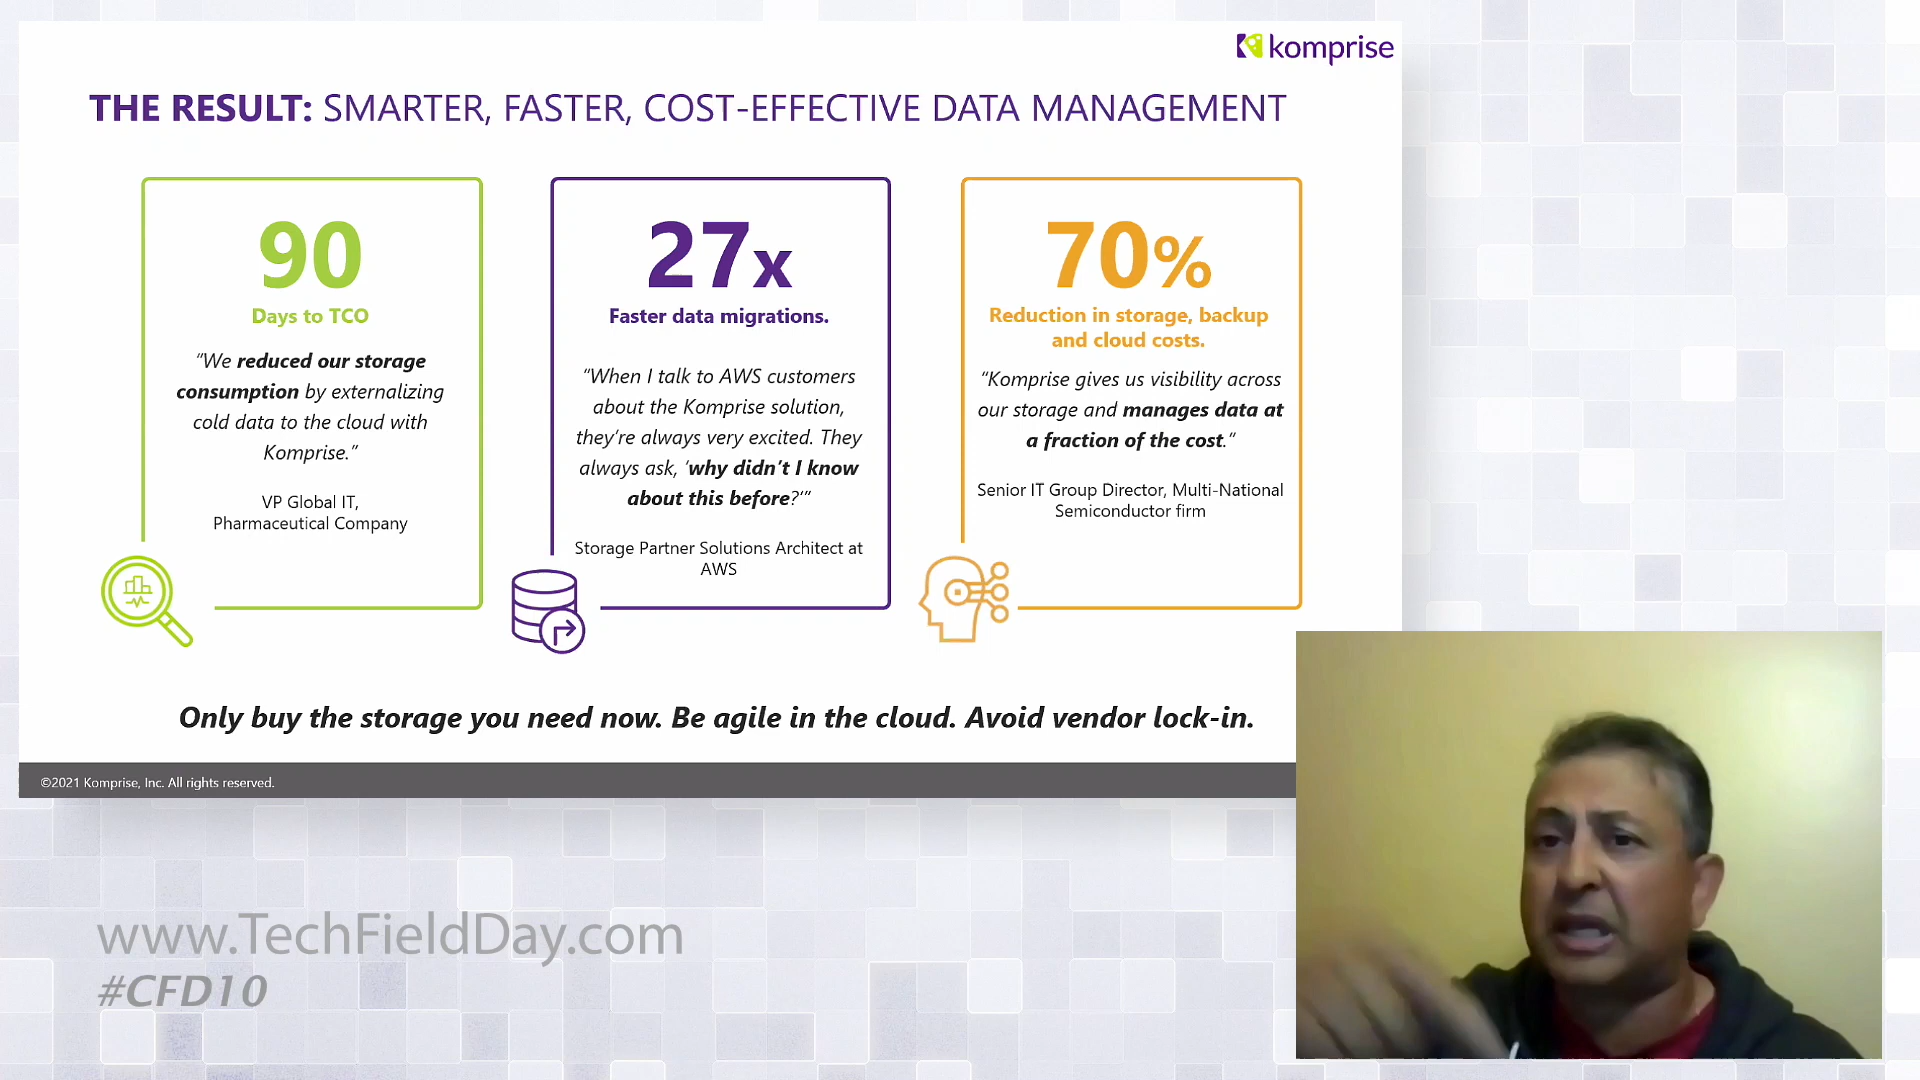 komprise
THE RESULT: SMARTER, FASTER, COST-EFFECTIVE DATA MANAGEMENT
90
Days to TCO
“We reduced our storage
consumption by externalizing
cold data to the cloud with
Komprise.”
VP Global IT,
Pharmaceutical Company
27x
Faster data migrations.
“When I talk to AWS customers
about the Komprise solution,
they’re always very excited. They
always ask, ‘why didn’t I know
about this before?’”
Storage Partner Solutions Architect at
AWS
70%
Reduction in storage, backup
and cloud costs.
“Komprise gives us visibility across
our storage and manages data at
a fraction of the cost.”
Senior IT Group Director, Multi-National
Semiconductor firm
Only buy the storage you need now. Be agile in the cloud. Avoid vendor lock-in.
©2021 Komprise, Inc. All rights reserved.
www.TechFieldDay.com
#CFD10